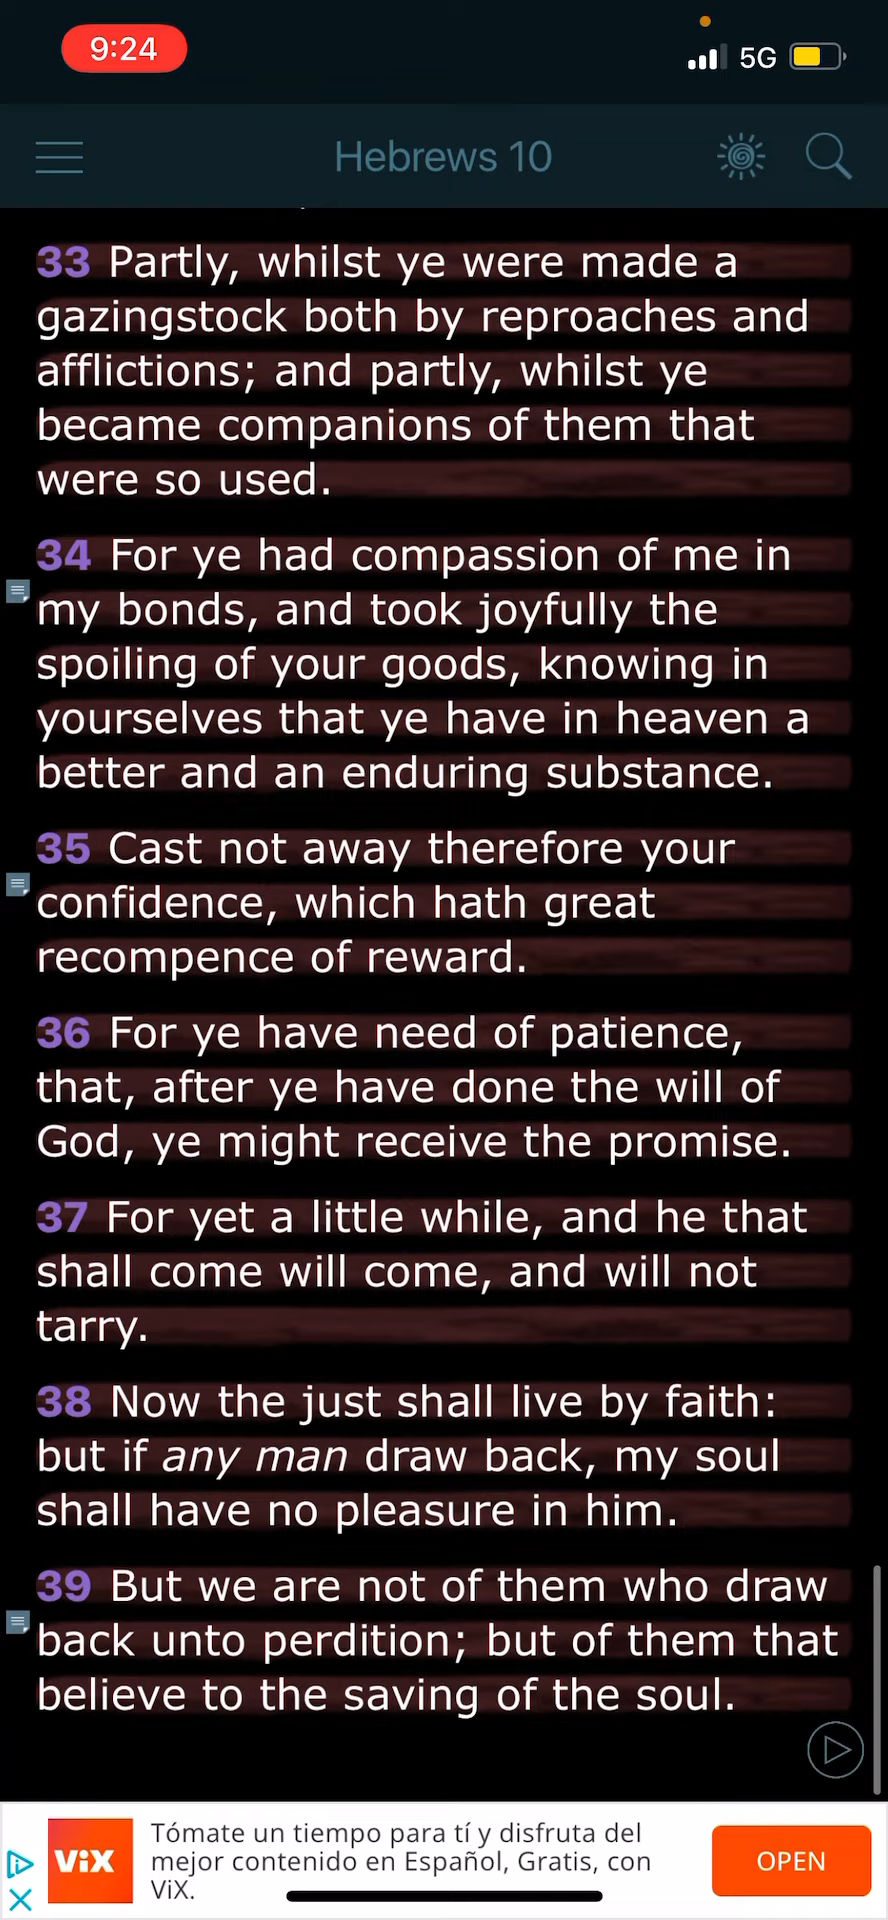 9:24
5G
Hebrews 10
33 Partly, whilst ye were made a
gazingstock both by reproaches and
afflictions; and partly, whilst ye
became companions of them that
were so used.
34 For ye had compassion of me in
my bonds, and took joyfully the
spoiling of your goods, knowing in
yourselves that ye have in heaven a
better and an enduring substance.
35 Cast not away therefore your
confidence, which hath great
recompence of reward.
36 For ye have need of patience,
that, after ye have done the will of
God, ye might receive the promise.
37 For yet a little while, and he that
shall come will come, and will not
tarry.
38 Now the just shall live by faith:
but if any man draw back, my soul
shall have no pleasure in him.
39 But we are not of them who draw
back unto perdition; but of them that
believe to the saving of the soul.
ViX
Tómate un tiempo para tí y disfruta del
mejor contenido en Español, Gratis, con
ViX.
OPEN